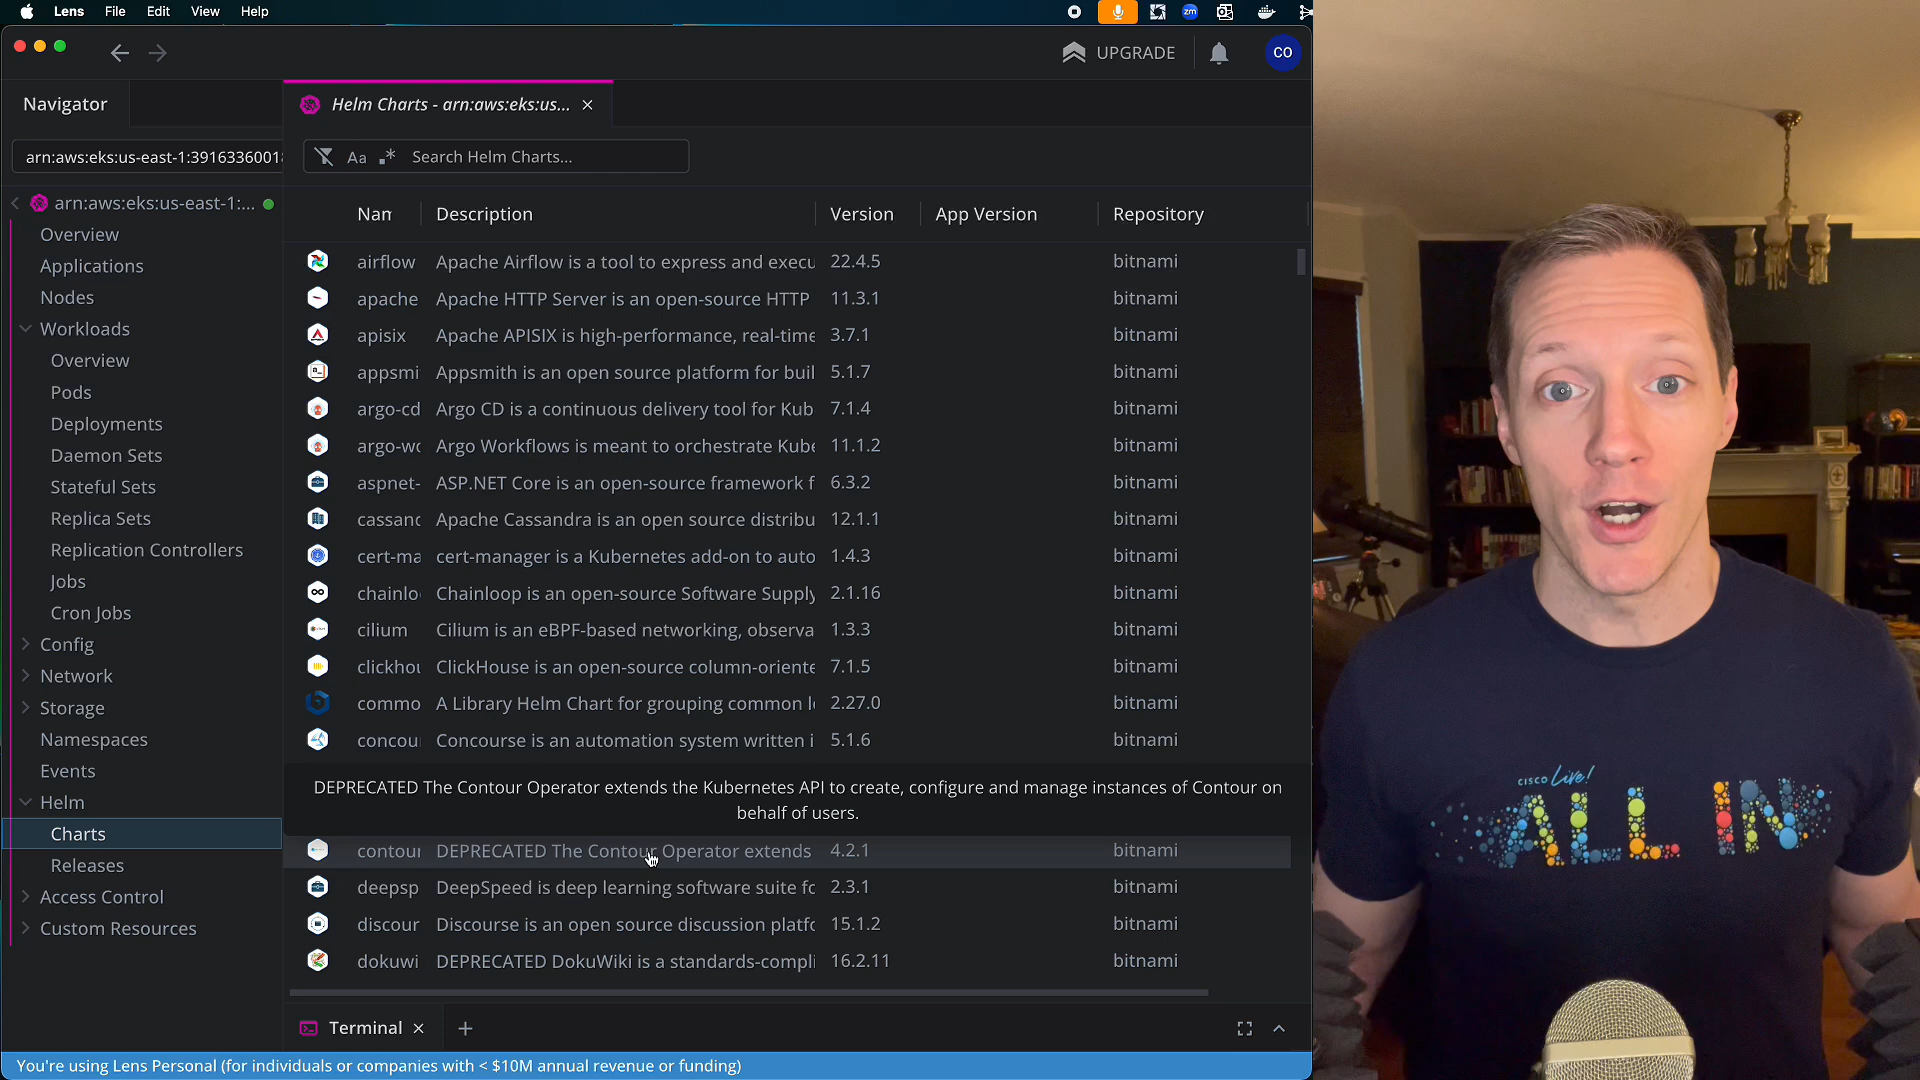 Lens File Edit View Help
zm
UPGRADE
CO
Navigator
Helm Charts - arn:aws:eks:us...
arn:aws:eks:us-east-1:39163360018
Aa
Search Helm Charts...
arn:aws:eks:us-east-1:...
Overview
Applications
Nodes
Workloads
Overview
Pods
Deployments
Daemon Sets
Stateful Sets
Replica Sets
Replication Controllers
Jobs
Cron Jobs
Config
Network
Storage
Namespaces
Events
Helm
Charts
Releases
Access Control
Custom Resources
Nan Description Version App Version Repository
airflow Apache Airflow is a tool to express and execu 22.4.5 bitnami
apache Apache HTTP Server is an open-source HTTP 11.3.1 bitnami
apisix Apache APISIX is high-performance, real-time 3.7.1 bitnami
appsmi Appsmith is an open source platform for buil 5.1.7 bitnami
argo-cd Argo CD is a continuous delivery tool for Kub 7.1.4 bitnami
argo-wo Argo Workflows is meant to orchestrate Kube 11.1.2 bitnami
aspnet- ASP.NET Core is an open-source framework f 6.3.2 bitnami
cassand Apache Cassandra is an open source distribu 12.1.1 bitnami
cert-ma cert-manager is a Kubernetes add-on to auto 1.4.3 bitnami
chainlo Chainloop is an open-source Software Supply 2.1.16 bitnami
cilium Cilium is an eBPF-based networking, observa 1.3.3 bitnami
clickhou ClickHouse is an open-source column-oriente 7.1.5 bitnami
commo A Library Helm Chart for grouping common l 2.27.0 bitnami
concou Concourse is an automation system written i 5.1.6 bitnami
DEPRECATED The Contour Operator extends the Kubernetes API to create, configure and manage instances of Contour on
behalf of users.
contour DEPRECATED The Contour Operator extends 4.2.1 bitnami
deepsp DeepSpeed is deep learning software suite fo 2.3.1 bitnami
discour Discourse is an open source discussion platfo 15.1.2 bitnami
dokuwi DEPRECATED DokuWiki is a standards-compli 16.2.11 bitnami
Terminal
You're using Lens Personal (for individuals or companies with < $10M annual revenue or funding)
CISCO Live!
ALL IN